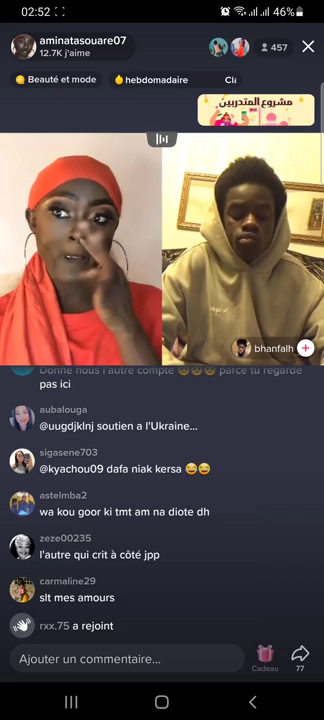 02:52
46%
aminatasouare07
12.7K j'aime
457
Beauté et mode
hebdomadaire
Cla
مشروع المتدربين
bhanfalh
Donne nous l'autre compte 😢😢😢 parce tu regarde
pas ici
aubalouga
@uugdjklnj soutien a l'Ukraine...
sigasene703
@kyachou09 dafa niak kersa 😂😂
astelmba2
wa kou goor ki tmt am na diote dh
zeze00235
l'autre qui crit à côté jpp
carmaline29
slt mes amours
rxx.75 a rejoint
Ajouter un commentaire...
Cadeau
77